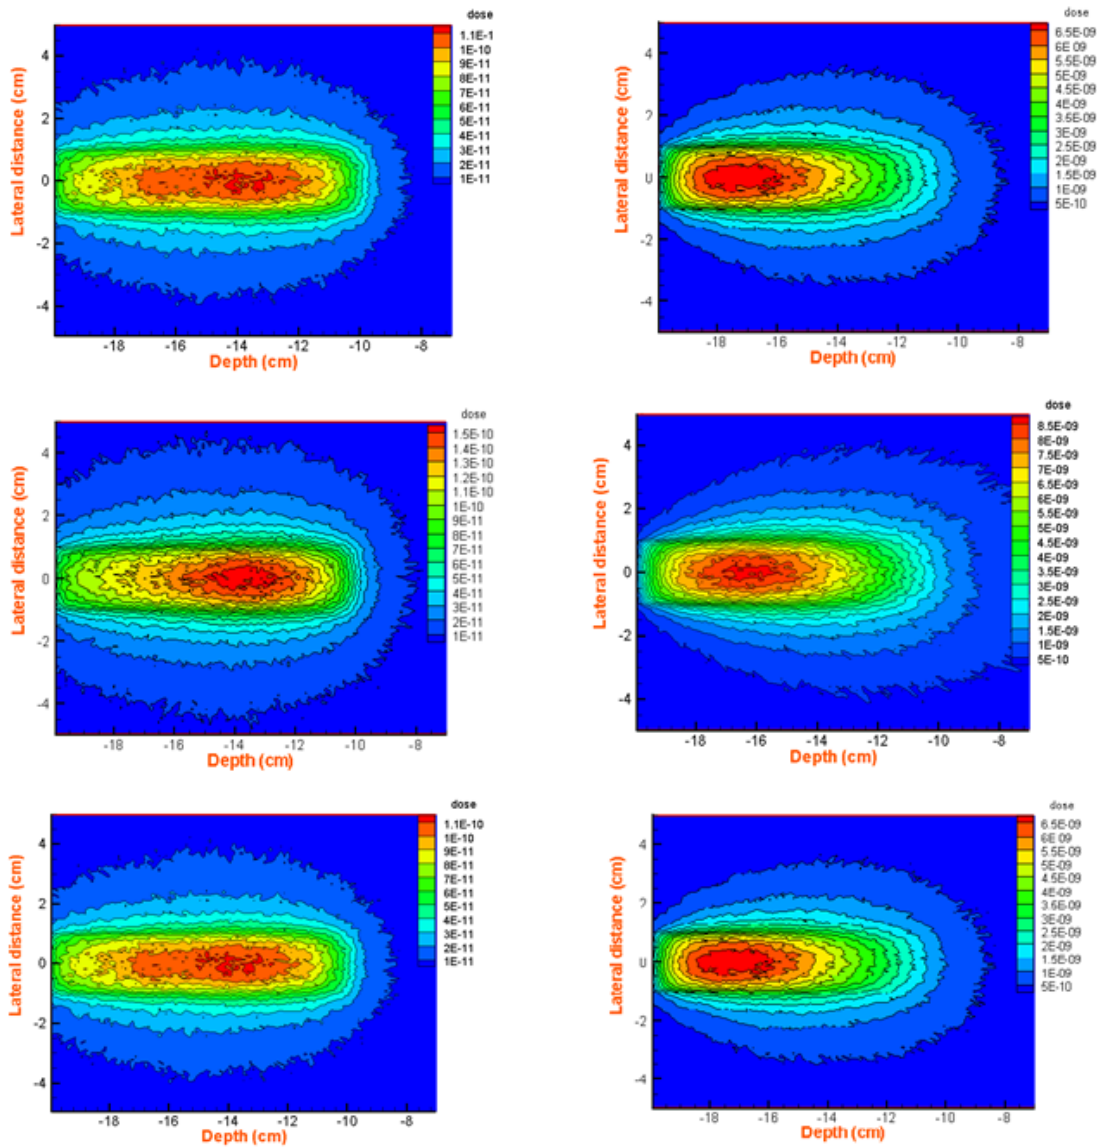 dose
1.1E-1
1E-10
9E-11
8E-11
7E-11
6E-11
5E-11
4E-11
3E-11
2E-11
1E-11
4
2
0
-2
-4
Lateral distance (cm)
-18 -16 -14 -12 -10 -8
Depth (cm)
dose
6.5E-09
6E 09
5.5E-09
5E-09
4.5E-09
4E-09
3.5E-09
3E-09
2.5E-09
2E-09
1.5E-09
1E-09
5E-10
4
2
U
-2
-4
Lateral distance (cm)
-18 -16 -14 -12 -10 -8
Depth (cm)
dose
1.5E-10
1.4E-10
1.3E-10
1.2E-10
1.1E-10
1E-10
9E-11
8E-11
7E-11
6E-11
5E-11
4E-11
3E-11
2E-11
1E-11
4
2
0
-2
-4
Lateral distance (cm)
-18 -16 -14 -12 -10 -8
Depth (cm)
dose
8.5E-09
8E-09
7.5E-09
7E-09
6.5E-09
6E-09
5.5E-09
5E-09
4.5E-09
4E-09
3.5E-09
3E-09
2.5E-09
2E-09
1.5E-09
1E-09
5E-10
4
2
0
-2
-4
Lateral distance (cm)
-18 -16 -14 -12 -10 -8
Depth (cm)
dose
1.1E-10
1E-10
9E-11
8E-11
7E-11
6E-11
5E-11
4E-11
3E-11
2E-11
1E-11
4
2
0
-2
-4
Lateral distance (cm)
-18 -16 -14 -12 -10 -8
Depth (cm)
dose
6.5E-09
6E 09
5.5E-09
5E-09
4.5E-09
4E-09
3.5E-09
3E-09
2.5E-09
2E-09
1.5E-09
1E-09
5E-10
4
2
U
-2
-4
Lateral distance (cm)
-18 -16 -14 -12 -10 -8
Depth (cm)